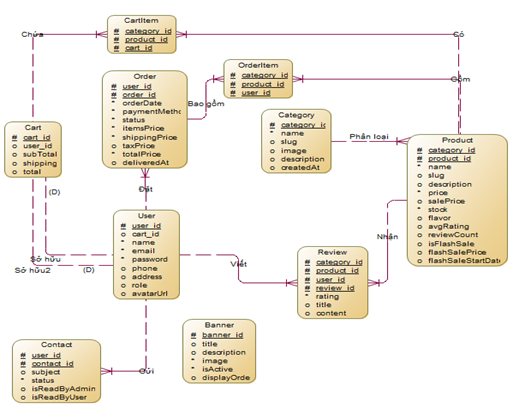 CartItem
# category_id
# product_id
# cart_id
Chứa
Có
OrderItem
# category_id
# product_id
# user_id
Order
# user_id
# order_id
* orderDate
* paymentMetho
* status
o itemsPrice
o shippingPrice
o taxPrice
* totalPrice
o deliveredAt
Bao gồm
Gồm
Category
# category_id
* name
o slug
o image
o description
o createdAt
Phân loại
Cart
# cart_id
o user_id
o subTotal
o shipping
o total
Product
# category_id
# product_id
* name
o slug
o description
* price
o salePrice
* stock
o flavor
o avgRating
o reviewCount
o isFlashSale
o flashSalePrice
o flashSaleStartDate
(D)
Đặt
User
# user_id
o cart_id
* name
* email
* password
o phone
o address
o role
o avatarUrl
Sở hữu
Sở hữu2
(D)
Viết
Nhận
Review
# category_id
# product_id
# user_id
# review_id
* rating
o title
o content
Banner
# banner_id
o title
o description
* image
* isActive
o displayOrde
Contact
# user_id
# contact_id
o subject
* status
o isReadByAdmin
o isReadByUser
Gửi